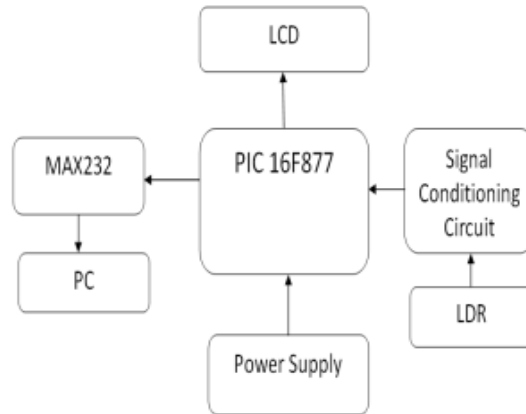 LCD
MAX232
PIC 16F877
Signal
Conditioning
Circuit
PC
LDR
Power Supply